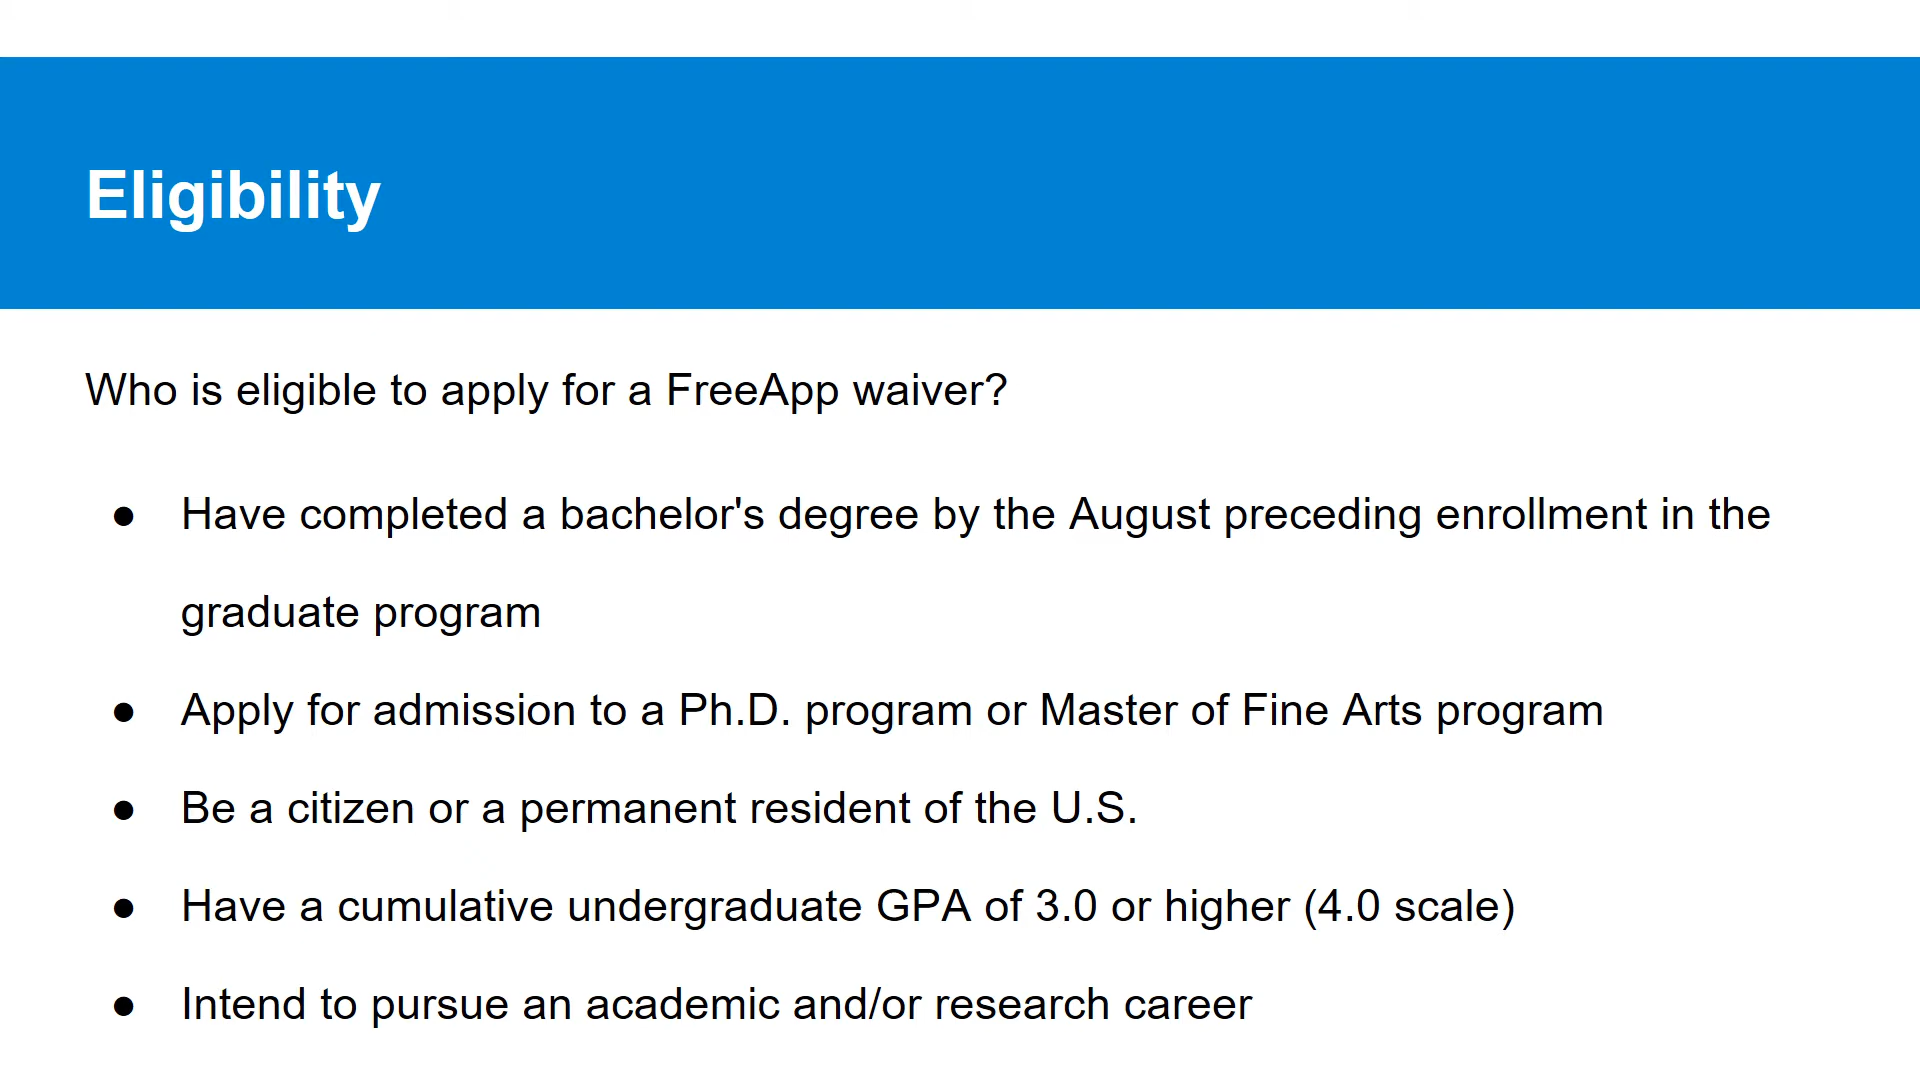 Eligibility
Who is eligible to apply for a FreeApp waiver?
● Have completed a bachelor's degree by the August preceding enrollment in the
graduate program
● Apply for admission to a Ph.D. program or Master of Fine Arts program
● Be a citizen or a permanent resident of the U.S.
● Have a cumulative undergraduate GPA of 3.0 or higher (4.0 scale)
● Intend to pursue an academic and/or research career